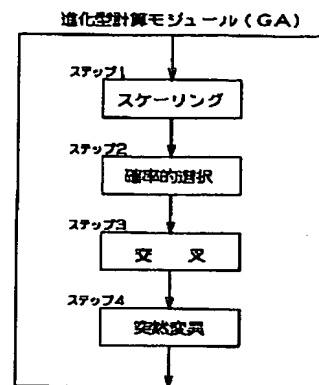 進化型計算モジュール(GA)
ステップ1
スケーリング
ステップ2
確率的選択
ステップ3
交　叉
ステップ4
突然変異